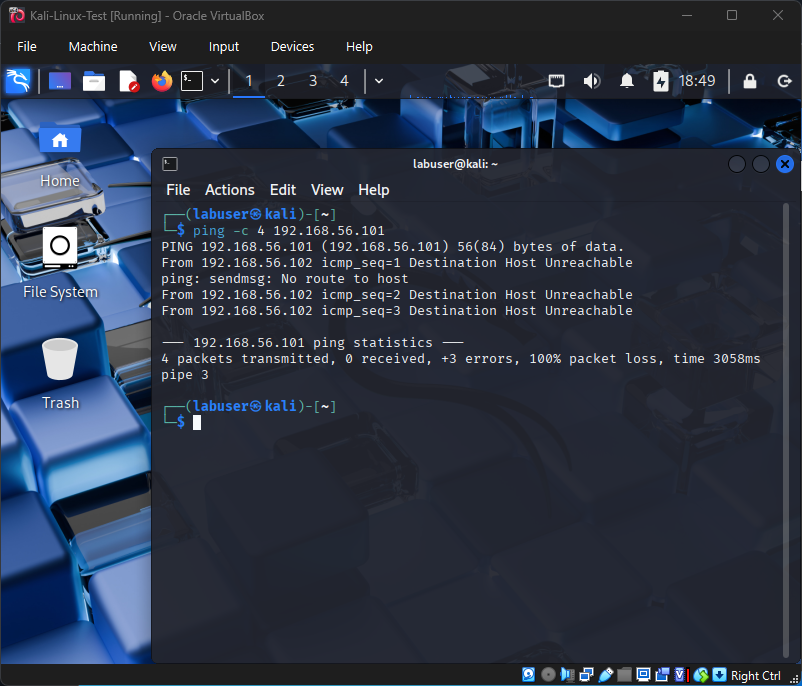 Kali-Linux-Test [Running] - Oracle VirtualBox
File Machine View Input Devices Help
1 2 3 4 18:49
Home
File System
Trash
labuser@kali: ~
File Actions Edit View Help
┌──(labuser㉿kali)-[~]
└─$ ping -c 4 192.168.56.101
PING 192.168.56.101 (192.168.56.101) 56(84) bytes of data.
From 192.168.56.102 icmp_seq=1 Destination Host Unreachable
ping: sendmsg: No route to host
From 192.168.56.102 icmp_seq=2 Destination Host Unreachable
From 192.168.56.102 icmp_seq=3 Destination Host Unreachable
--- 192.168.56.101 ping statistics ---
4 packets transmitted, 0 received, +3 errors, 100% packet loss, time 3058ms
pipe 3
┌──(labuser㉿kali)-[~]
└─$
Right Ctrl